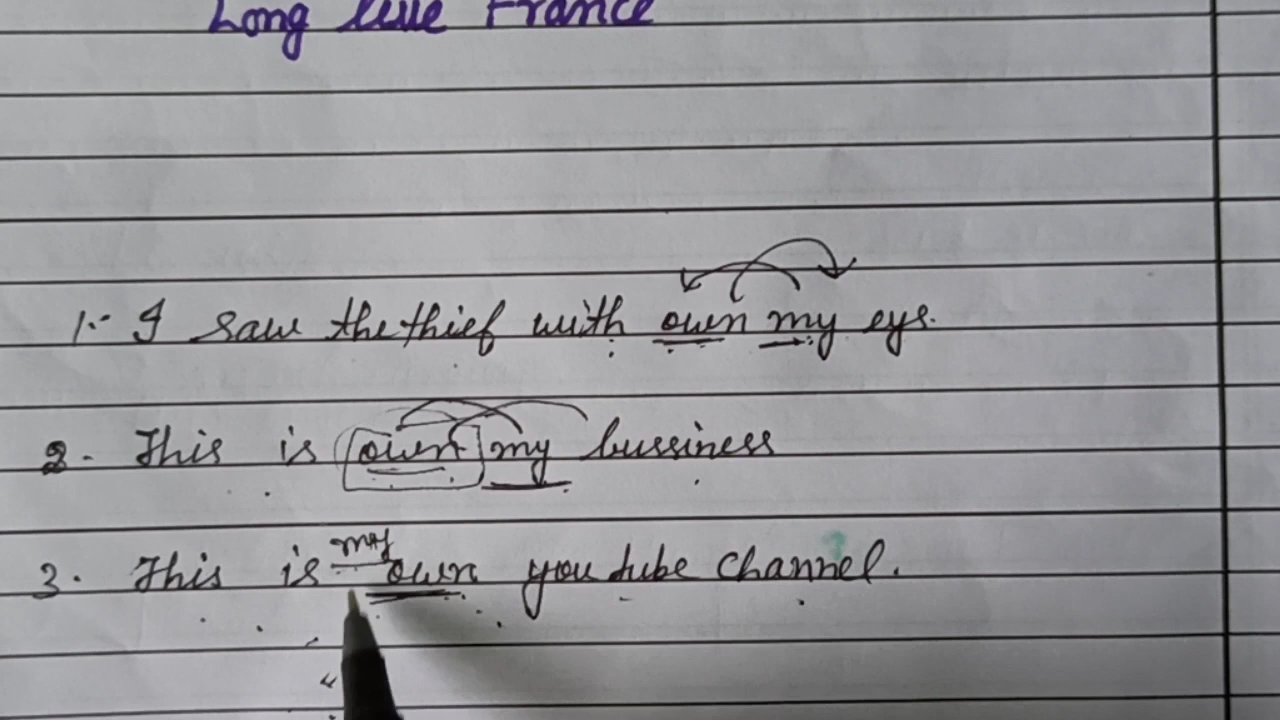 Long live France
1.- I saw the thief with own my eye.
2. This is own my bussiness
my
3. This is own you tube channel.